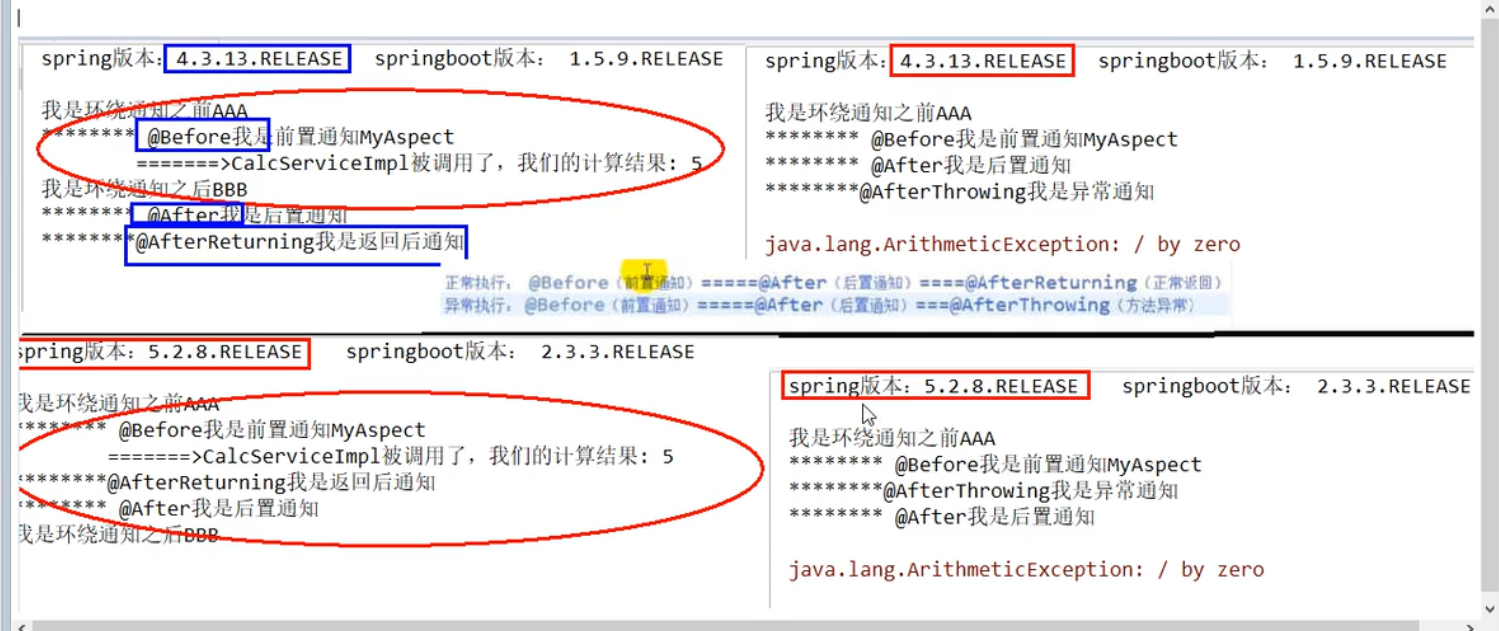 spring版本：4.3.13.RELEASE springboot版本： 1.5.9.RELEASE
我是环绕通知之前AAA
******** @Before我是前置通知MyAspect
=======>CalcServiceImpl被调用了，我们的计算结果：5
我是环绕通知之后BBB
******** @After我是后置通知
********@AfterReturning我是返回后通知
spring版本：4.3.13.RELEASE springboot版本： 1.5.9.RELEASE
我是环绕通知之前AAA
******** @Before我是前置通知MyAspect
******** @After我是后置通知
********@AfterThrowing我是异常通知
java.lang.ArithmeticException: / by zero
正常执行： @Before（前置通知）=====@After（后置通知）====@AfterReturning（正常返回）
异常执行： @Before（前置通知）=====@After（后置通知）===@AfterThrowing（方法异常）
spring版本：5.2.8.RELEASE springboot版本： 2.3.3.RELEASE
我是环绕通知之前AAA
******** @Before我是前置通知MyAspect
=======>CalcServiceImpl被调用了，我们的计算结果：5
********@AfterReturning我是返回后通知
******** @After我是后置通知
我是环绕通知之后BBB
spring版本：5.2.8.RELEASE springboot版本： 2.3.3.RELEASE
我是环绕通知之前AAA
******** @Before我是前置通知MyAspect
********@AfterThrowing我是异常通知
******** @After我是后置通知
java.lang.ArithmeticException: / by zero